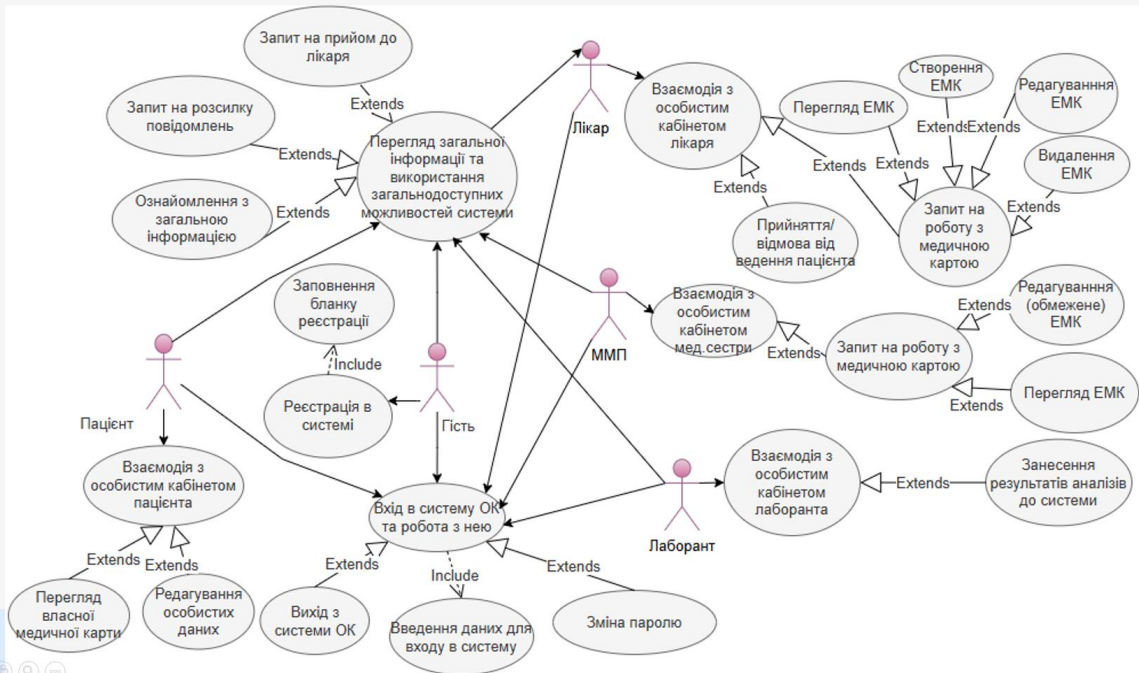 Запит на прийом до
лікаря
Extends
Запит на розсилку
повідомлень
Extends
Ознайомлення з
загальною
інформацією
Extends
Перегляд загальної
інформації та
використання
загальнодоступних
можливостей системи
Лікар
Взаємодія з
особистим
кабінетом
лікаря
Extends
Прийняття/
відмова від
ведення пацієнта
Extends
Перегляд ЕМК
Extends
Створення
ЕМК
Extends
Редагуванння
ЕМК
Extends
Видалення
ЕМК
Extends
Запит на
роботу з
медичною
картою
ММП
Взаємодія з
особистим
кабінетом
мед.сестри
Extends
Запит на роботу з
медичною картою
Extends
Редагуванння
(обмежене)
ЕМК
Extends
Перегляд ЕМК
Заповнення
бланку
реєстрації
Include
Реєстрація в
системі
Гість
Пацієнт
Взаємодія з
особистим кабінетом
пацієнта
Extends
Extends
Перегляд
власної
медичної карти
Редагування
особистих
даних
Вхід в систему ОК
та робота з нею
Extends
Include
Extends
Вихід з
системи ОК
Введення даних для
входу в систему
Зміна паролю
Лаборант
Взаємодія з
особистим
кабінетом
лаборанта
Extends
Занесення
результатів аналізів
до системи